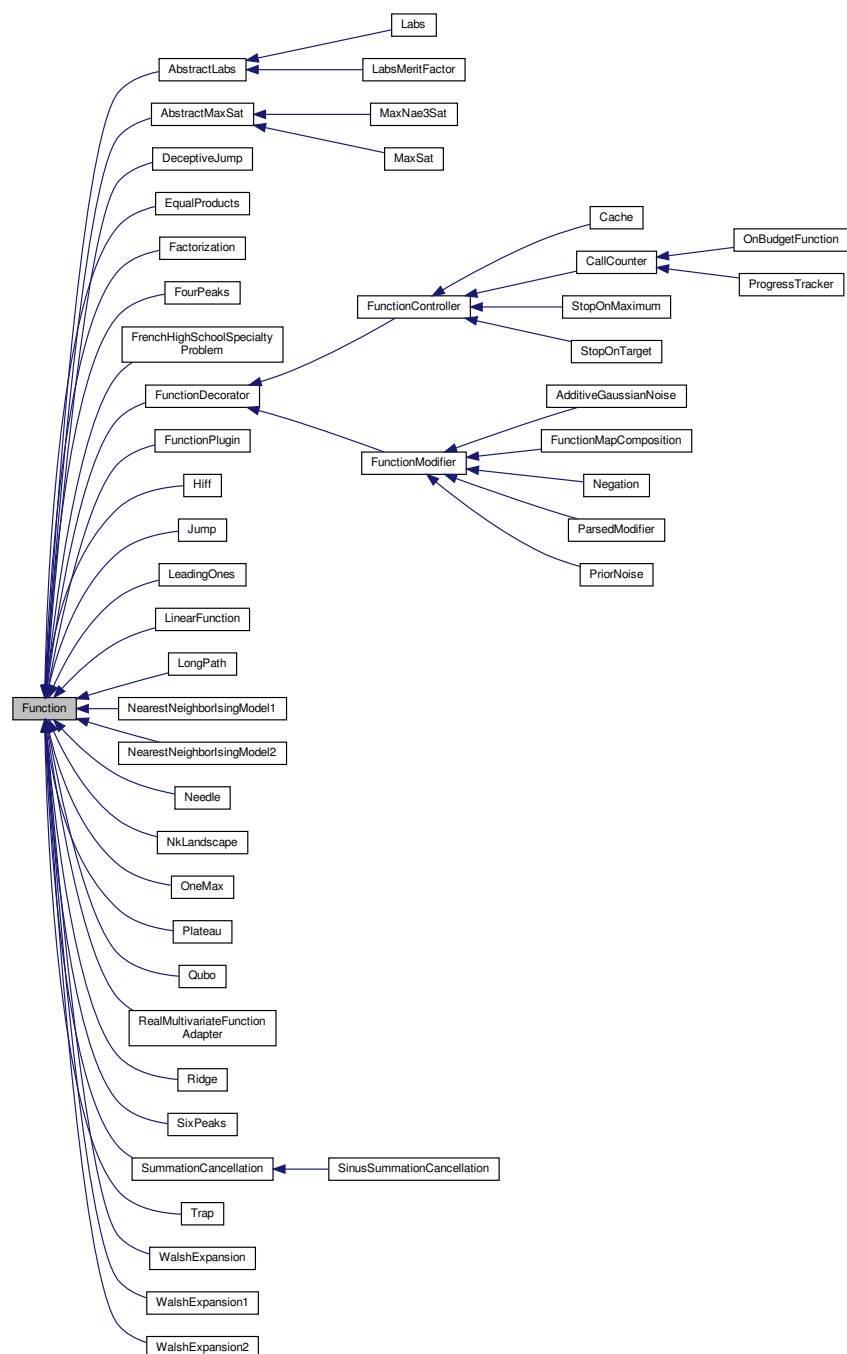 Labs
AbstractLabs
LabsMeritFactor
AbstractMaxSat
MaxNae3Sat
MaxSat
DeceptiveJump
EqualProducts
Factorization
FourPeaks
FrenchHighSchoolSpecialty
Problem
FunctionDecorator
FunctionPlugin
Hiff
Jump
LeadingOnes
LinearFunction
LongPath
Function
NearestNeighborIsingModel1
NearestNeighborIsingModel2
Needle
NkLandscape
OneMax
Plateau
Qubo
RealMultivariateFunction
Adapter
Ridge
SixPeaks
SummationCancellation
SinusSummationCancellation
Trap
WalshExpansion
WalshExpansion1
WalshExpansion2
FunctionController
Cache
CallCounter
OnBudgetFunction
ProgressTracker
StopOnMaximum
StopOnTarget
FunctionModifier
AdditiveGaussianNoise
FunctionMapComposition
Negation
ParsedModifier
PriorNoise